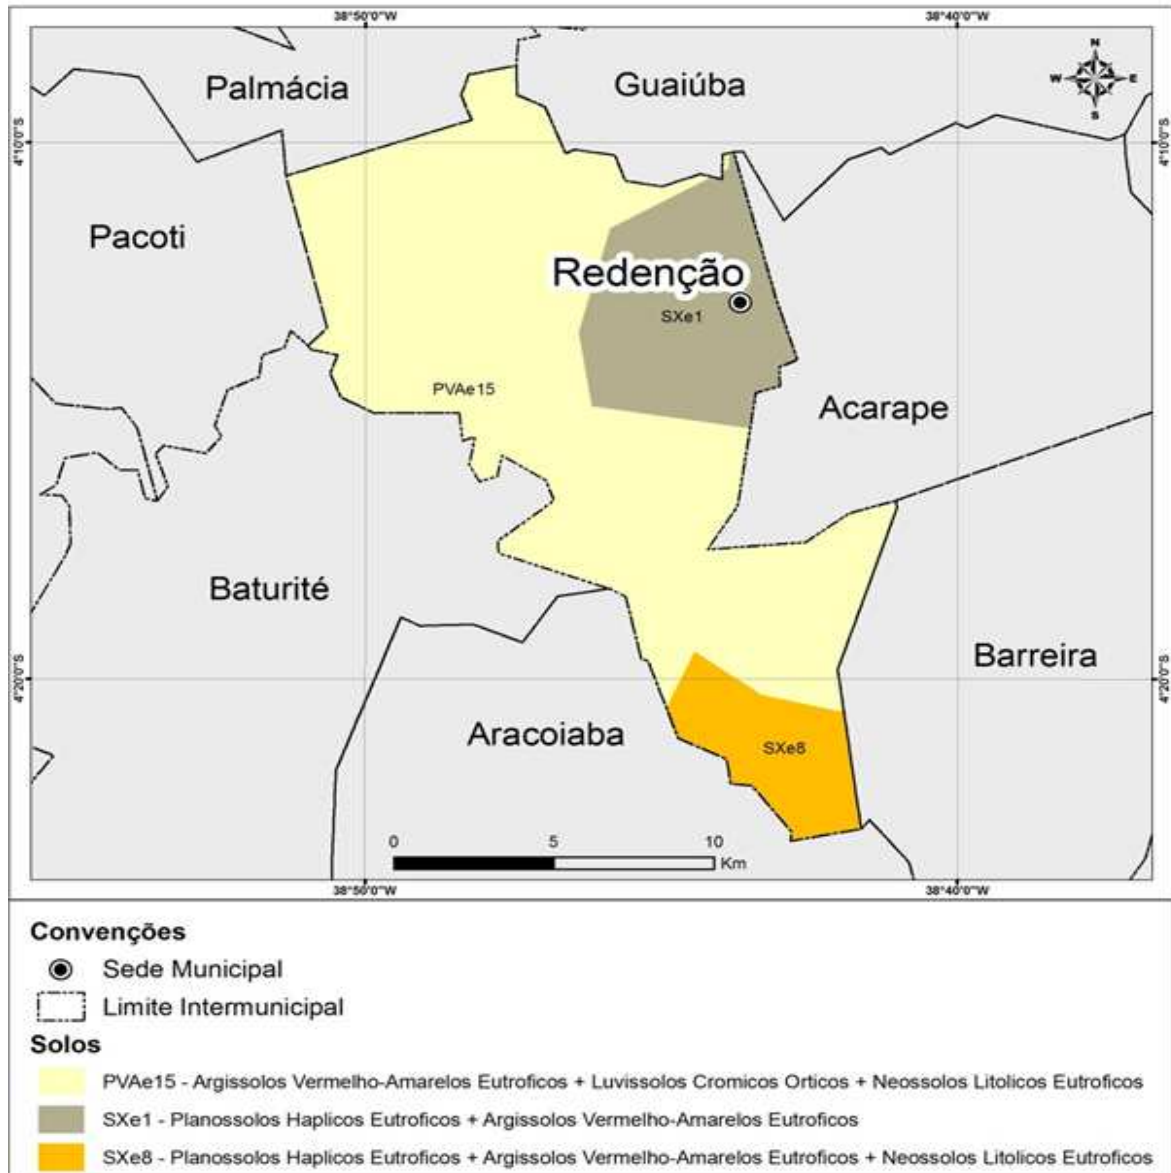 38°50'0"W 38°40'0"W
N
W E
S
Palmácia
Guaiúba
4°10'0"S 4°10'0"S
Pacoti
Redenção
SXe1
PVAe15
Acarape
Baturité
Barreira
4°20'0"S 4°20'0"S
Aracoiaba
SXe8
0 5 10
Km
38°50'0"W 38°40'0"W
Convenções
Sede Municipal
Limite Intermunicipal
Solos
PVAe15 - Argissolos Vermelho-Amarelos Eutroficos + Luvissolos Cromicos Orticos + Neossolos Litolicos Eutroficos
SXe1 - Planossolos Haplicos Eutroficos + Argissolos Vermelho-Amarelos Eutroficos
SXe8 - Planossolos Haplicos Eutroficos + Argissolos Vermelho-Amarelos Eutroficos + Neossolos Litolicos Eutroficos